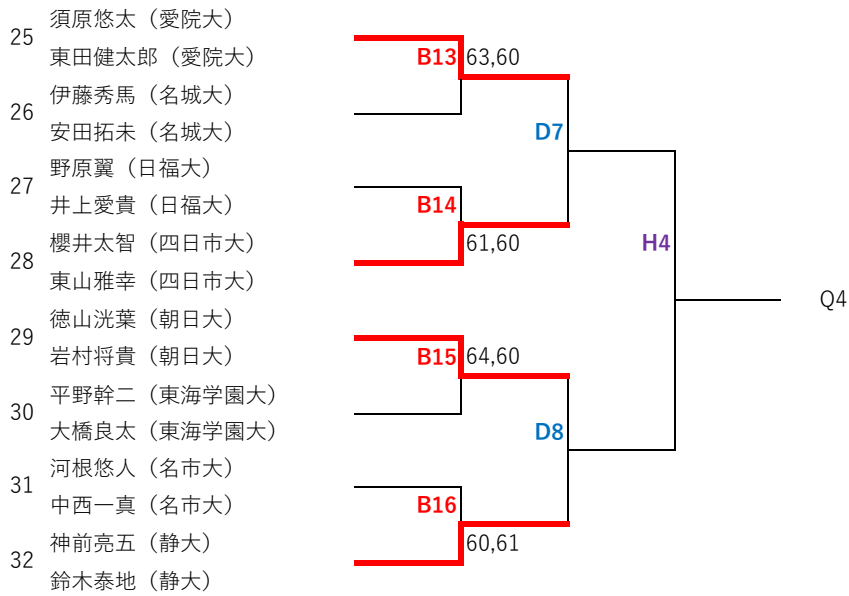 須原悠太（愛院大）
25
東田健太郎（愛院大）
B13
63,60
伊藤秀馬（名城大）
26
安田拓未（名城大）
D7
野原翼（日福大）
27
井上愛貴（日福大）
B14
櫻井太智（四日市大）
61,60
H4
28
東山雅幸（四日市大）
Q4
徳山洸葉（朝日大）
29
岩村将貴（朝日大）
B15
64,60
平野幹二（東海学園大）
30
大橋良太（東海学園大）
D8
河根悠人（名市大）
31
中西一真（名市大）
B16
神前亮五（静大）
60,61
32
鈴木泰地（静大）